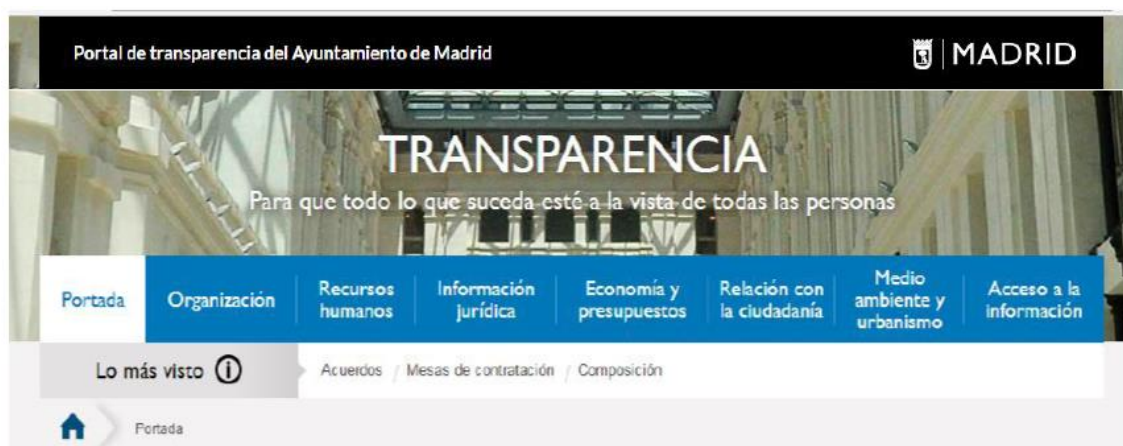 Portal de transparencia del Ayuntamiento de Madrid
MADRID
TRANSPARENCIA
Para que todo lo que suceda esté a la vista de todas las personas
Portada
Organización
Recursos
humanos
Información
jurídica
Economía y
presupuestos
Relación con
la ciudadanía
Medio
ambiente y
urbanismo
Acceso a la
información
Lo más visto
Acuerdos / Mesas de contratación / Composición
Portada